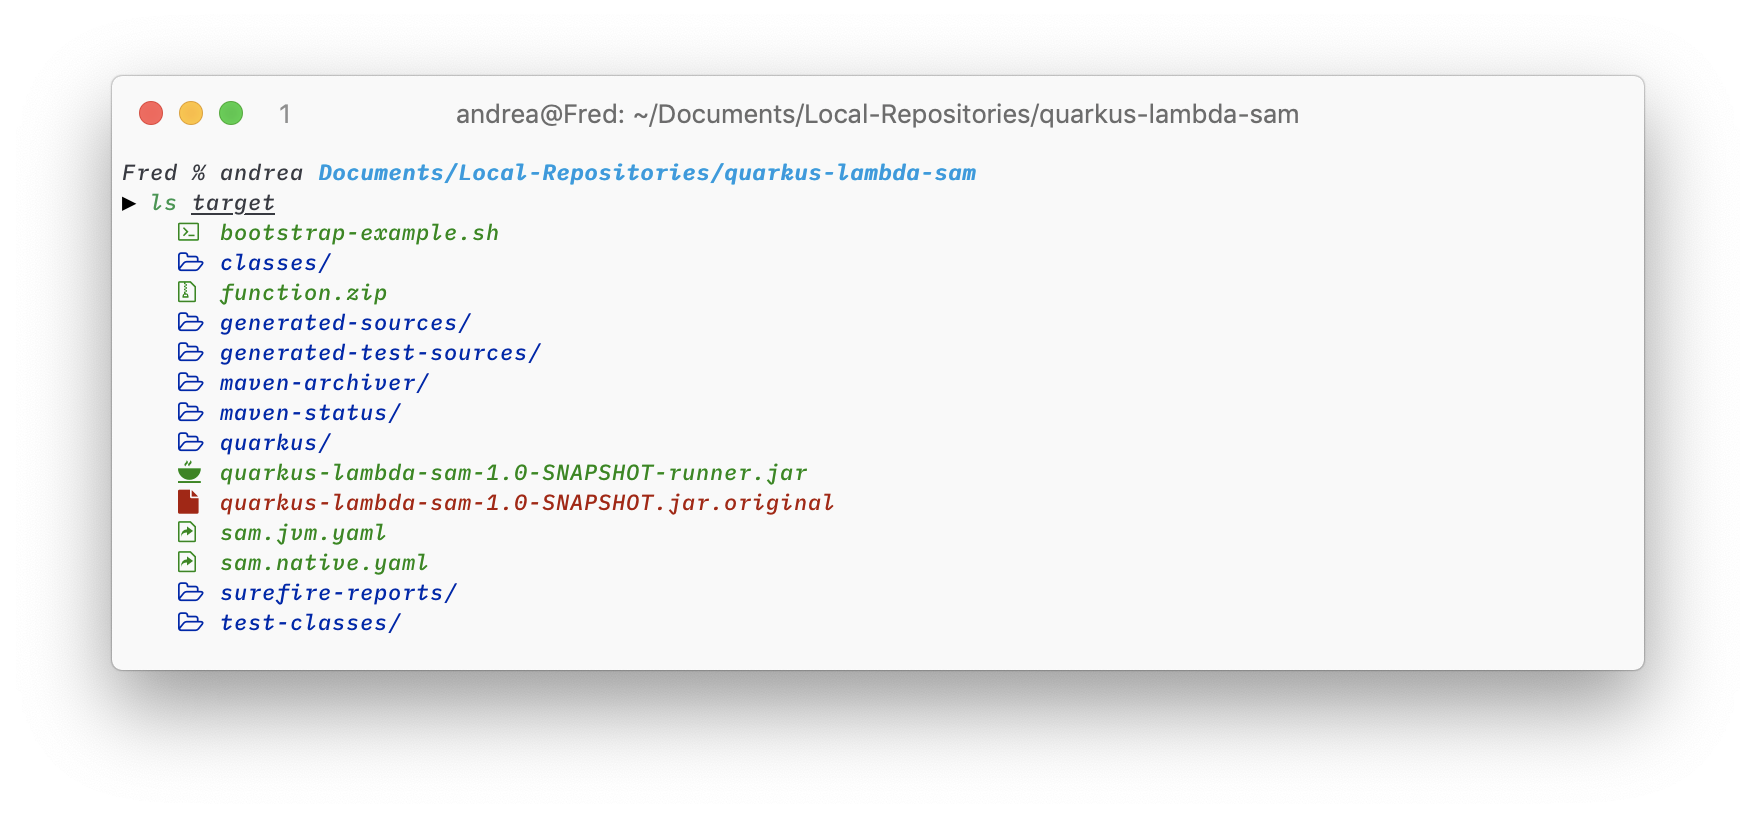 1 andrea@Fred: ~/Documents/Local-Repositories/quarkus-lambda-sam
Fred % andrea Documents/Local-Repositories/quarkus-lambda-sam
▶ ls target
bootstrap-example.sh
classes/
function.zip
generated-sources/
generated-test-sources/
maven-archiver/
maven-status/
quarkus/
quarkus-lambda-sam-1.0-SNAPSHOT-runner.jar
quarkus-lambda-sam-1.0-SNAPSHOT.jar.original
sam.jvm.yaml
sam.native.yaml
surefire-reports/
test-classes/